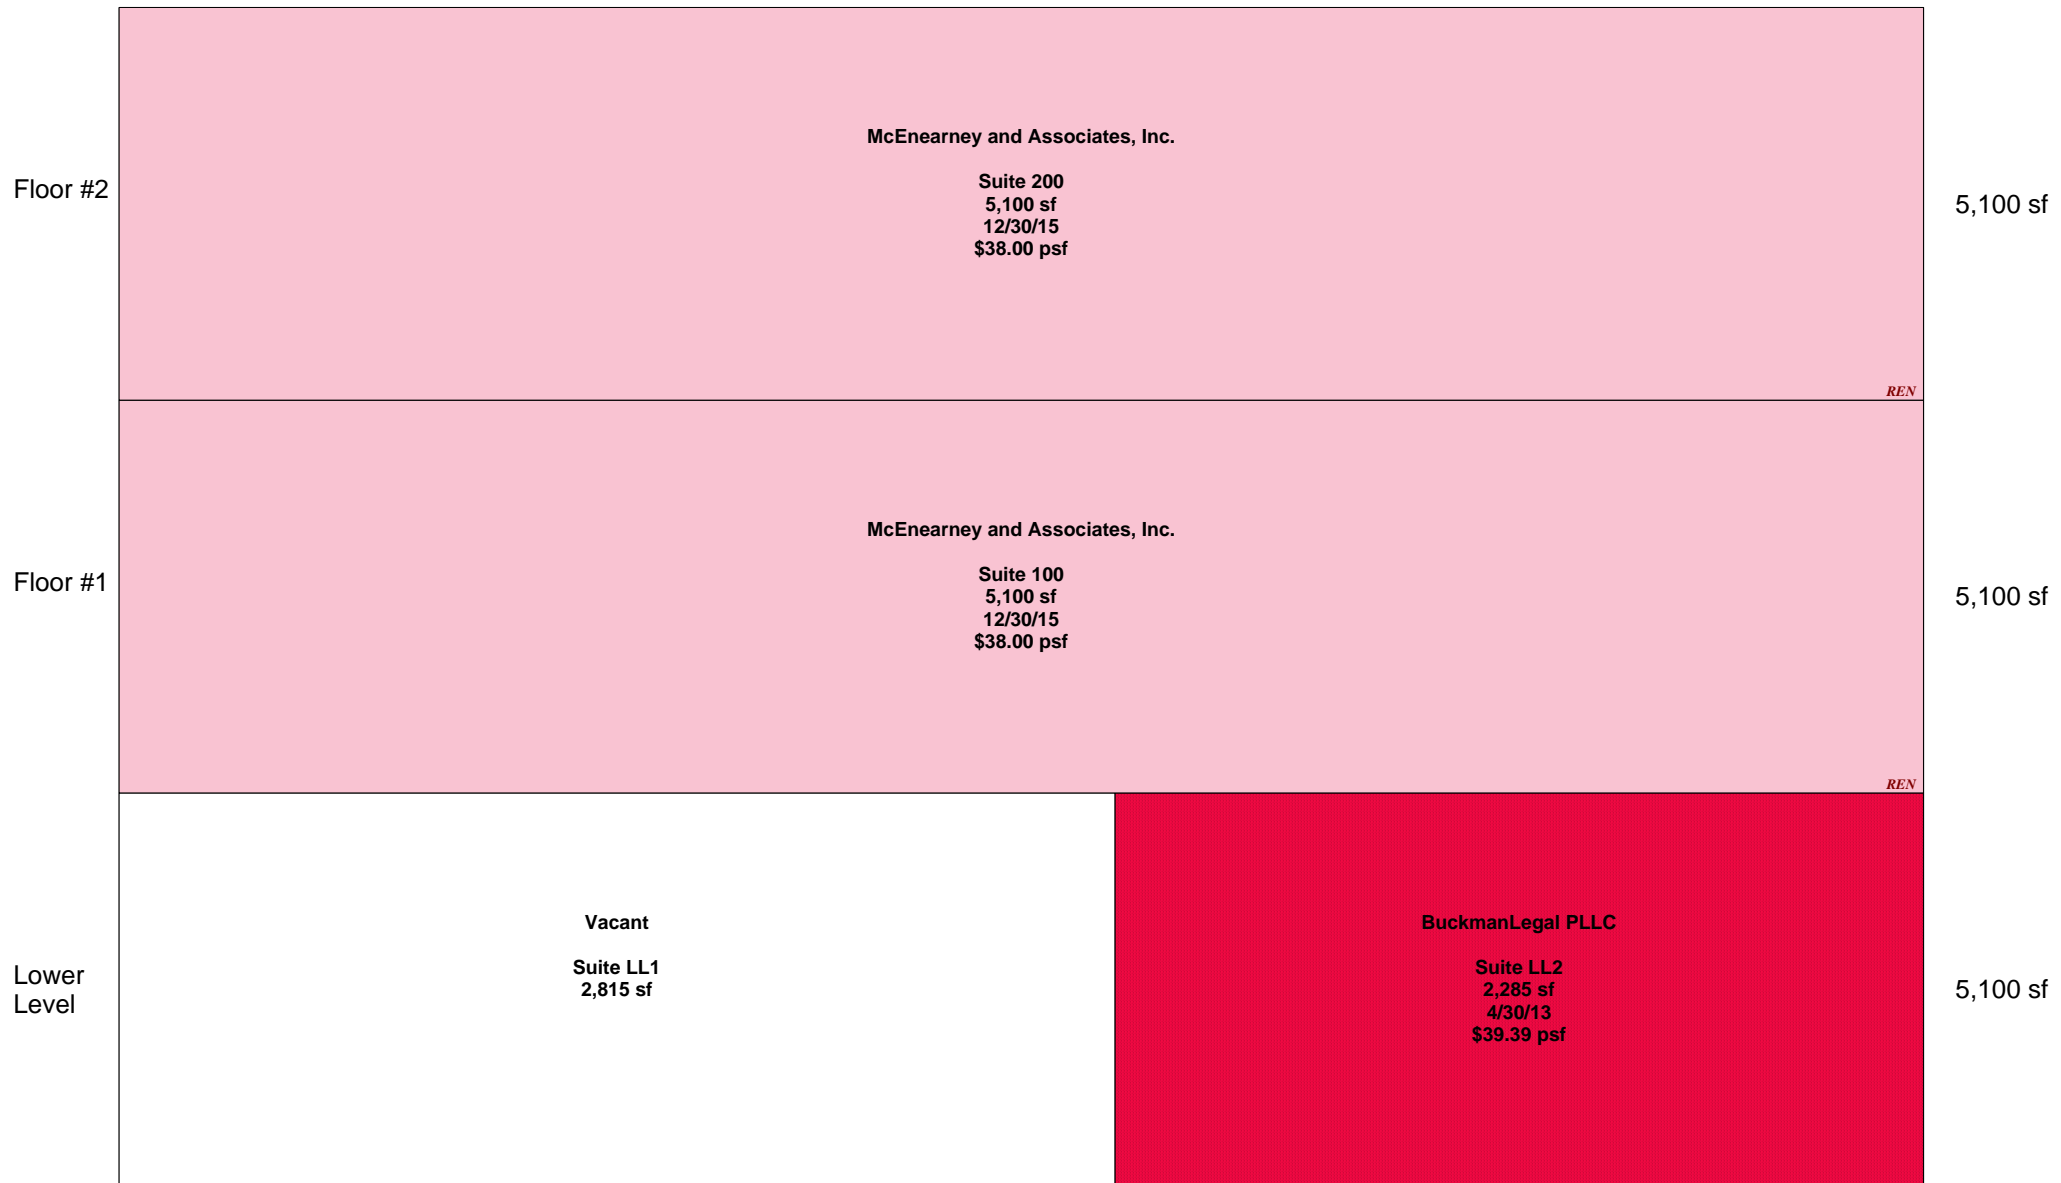 Floor #2
McEnearney and Associates, Inc.
Suite 200
5,100 sf
12/30/15
$38.00 psf
REN
5,100 sf
Floor #1
McEnearney and Associates, Inc.
Suite 100
5,100 sf
12/30/15
$38.00 psf
REN
5,100 sf
Lower
Level
Vacant
Suite LL1
2,815 sf
BuckmanLegal PLLC
Suite LL2
2,285 sf
4/30/13
$39.39 psf
5,100 sf